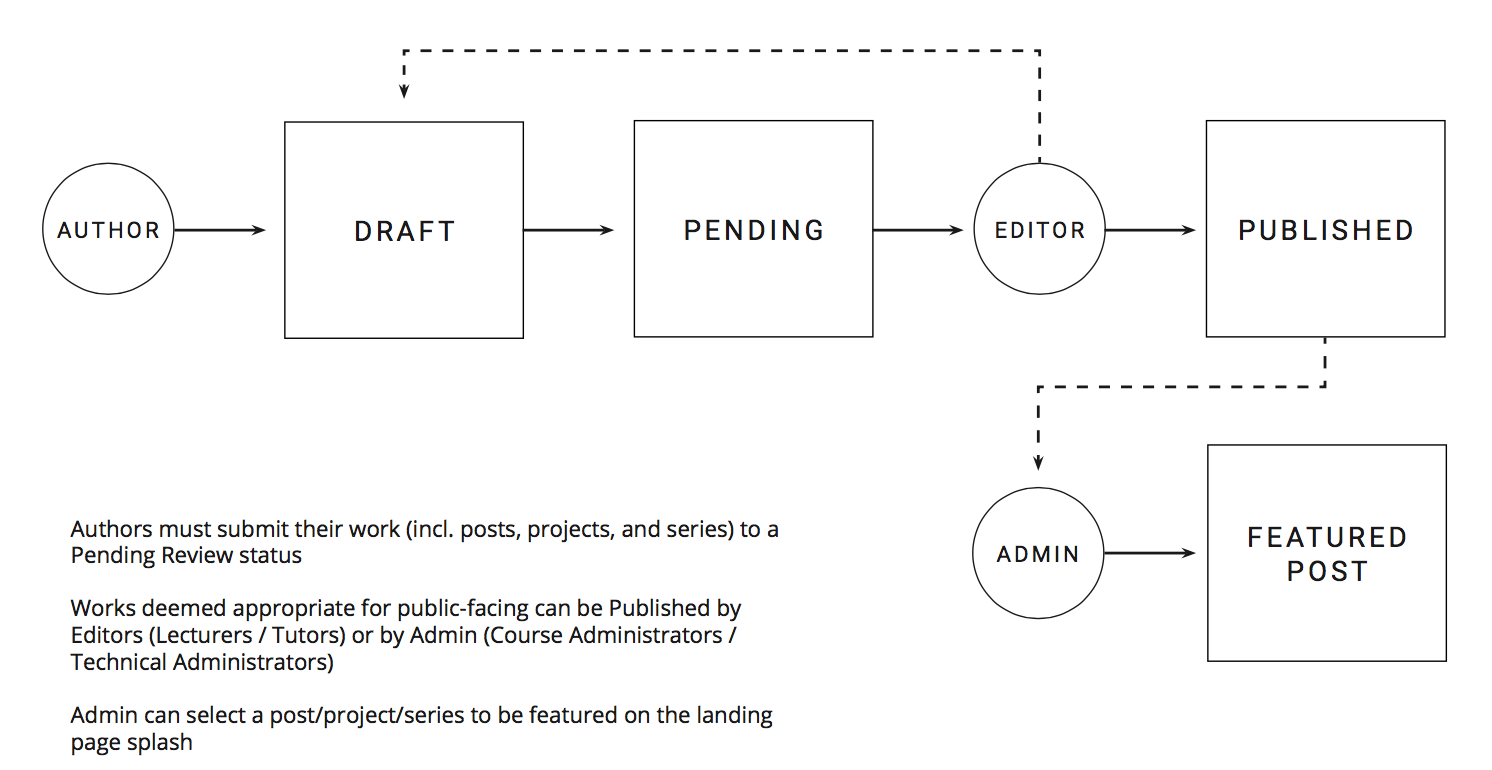 AUTHOR
DRAFT
PENDING
EDITOR
PUBLISHED
ADMIN
FEATURED
POST
Authors must submit their work (incl. posts, projects, and series) to a
Pending Review status
Works deemed appropriate for public-facing can be Published by
Editors (Lecturers / Tutors) or by Admin (Course Administrators /
Technical Administrators)
Admin can select a post/project/series to be featured on the landing
page splash